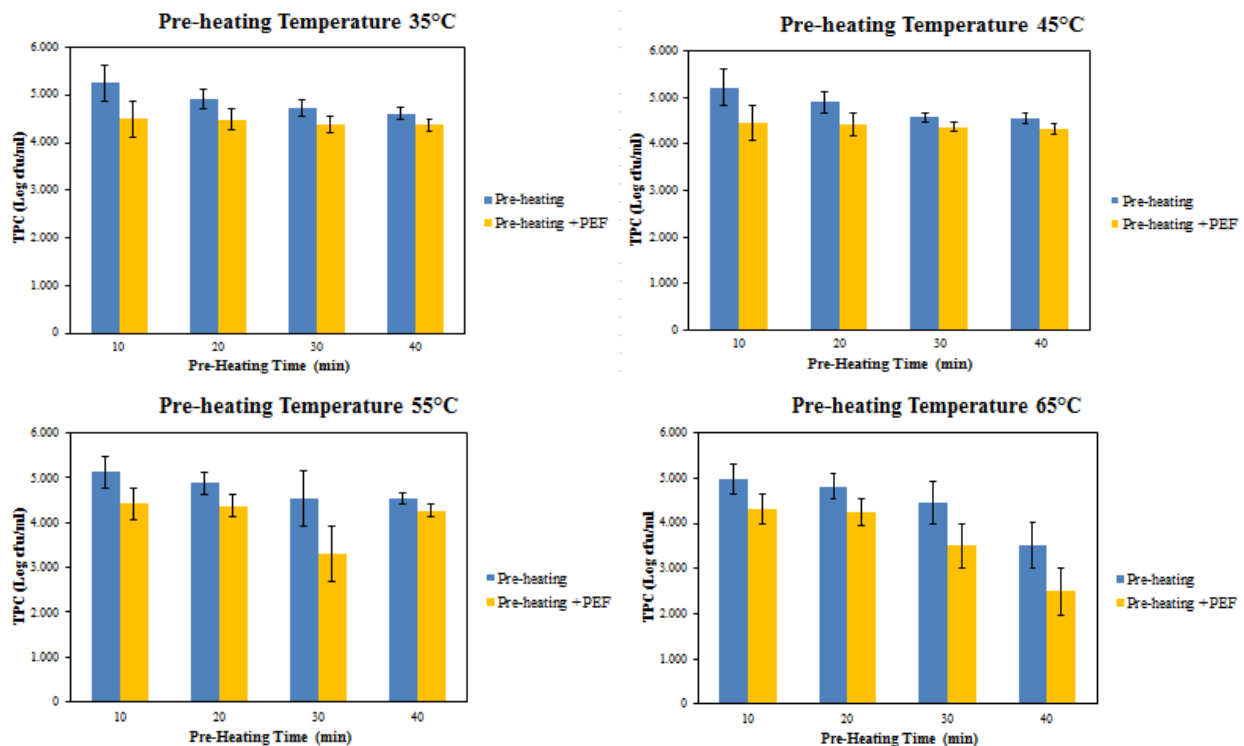 Pre-heating Temperature 35°C
6.000
5.000
4.000
3.000
2.000
1.000
0
TPC (Log cfu/ml)
10 20 30 40
Pre-Heating Time (min)
Pre-heating
Pre-heating +PEF
Pre-heating Temperature 45°C
6.000
5.000
4.000
3.000
2.000
1.000
0
TPC (Log cfu/ml)
10 20 30 40
Pre-Heating Time (min)
Pre-heating
Pre-heating +PEF
Pre-heating Temperature 55°C
6.000
5.000
4.000
3.000
2.000
1.000
0
TPC (Log cfu/ml)
10 20 30 40
Pre-Heating Time (min)
Pre-heating
Pre-heating +PEF
Pre-heating Temperature 65°C
6.000
5.000
4.000
3.000
2.000
1.000
0
TPC (Log cfu/ml
10 20 30 40
Pre-Heating Time (min)
Pre-heating
Pre-heating +PEF